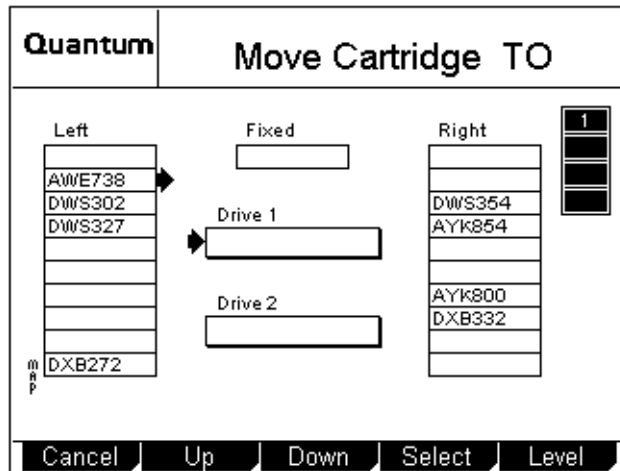 Quantum
Move Cartridge TO
1
Left
Fixed
Right
AWE738
DWS302
DWS327
DXB272
Drive 1
Drive 2
DWS354
AYK854
AYK800
DXB332
mAP
Cancel
Up
Down
Select
Level